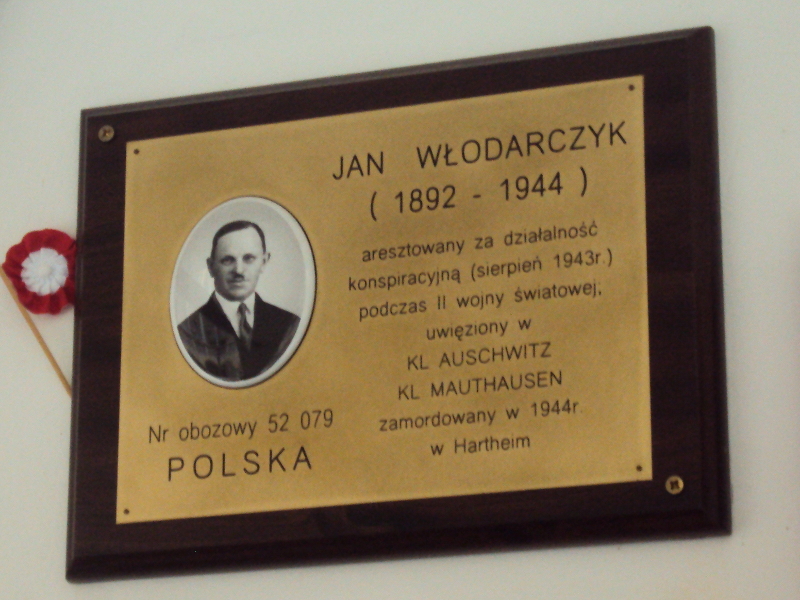 JAN WŁODARCZYK
( 1892 - 1944 )
aresztowany za działalność
konspiracyjną (sierpień 1943r.)
podczas II wojny światowej;
uwięziony w
KL AUSCHWITZ
KL MAUTHAUSEN
zamordowany w 1944r.
w Hartheim
Nr obozowy 52 079
POLSKA